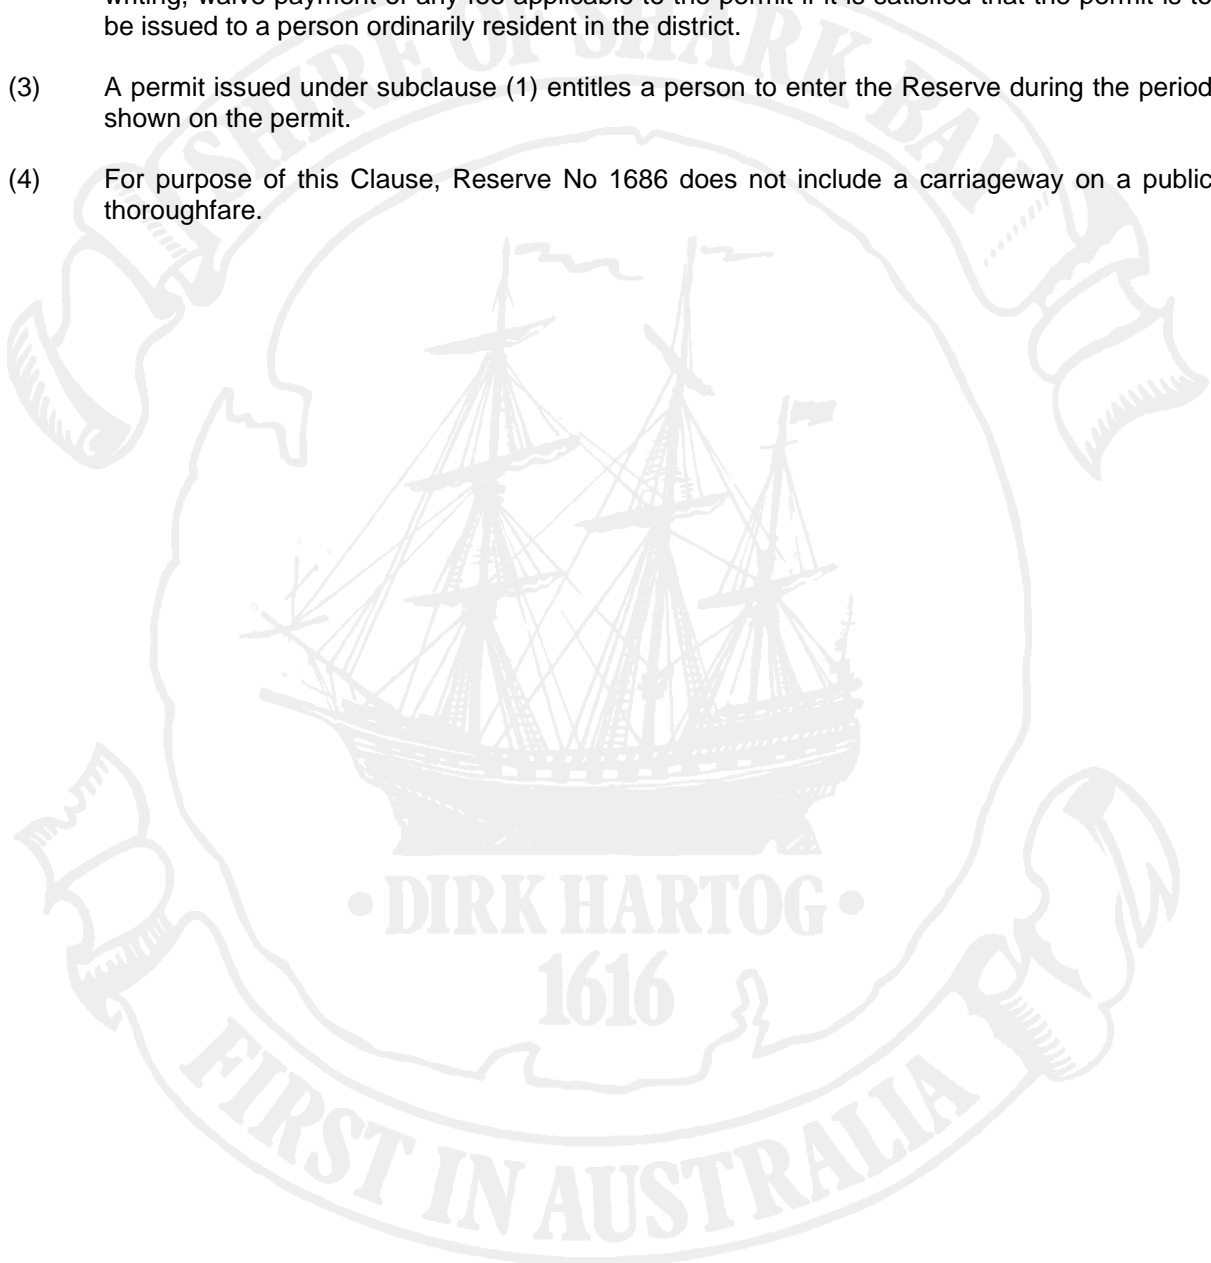 writing, waive payment of any fee applicable to the permit if it is satisfied that the permit is to
be issued to a person ordinarily resident in the district.
(3) A permit issued under subclause (1) entitles a person to enter the Reserve during the period
shown on the permit.
(4) For purpose of this Clause, Reserve No 1686 does not include a carriageway on a public
thoroughfare.
SHIRE OF SHARK BAY
• DIRK HARTOG •
1616
FIRST IN AUSTRALIA